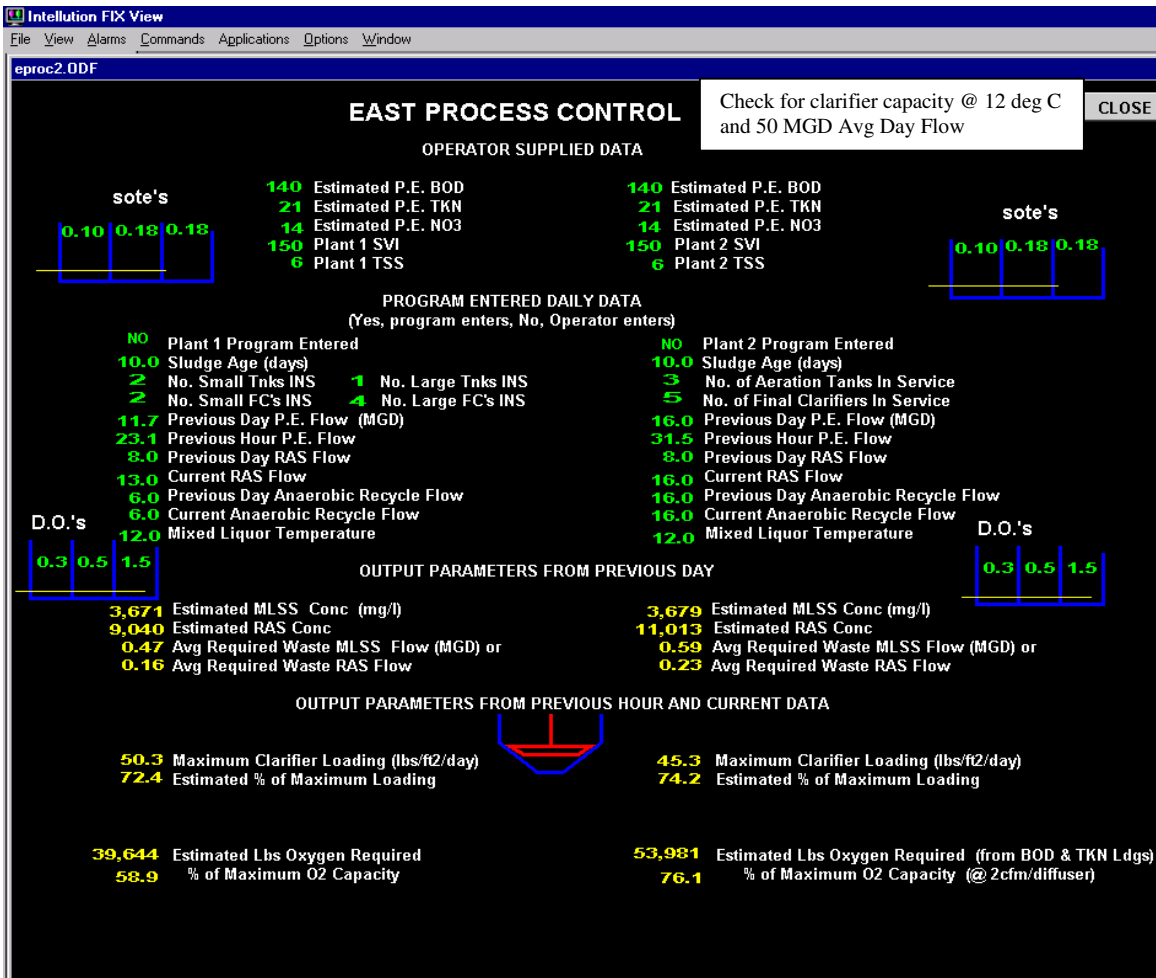 Intellution FIX View
File View Alarms Commands Applications Options Window
eproc2.ODF
EAST PROCESS CONTROL
Check for clarifier capacity @ 12 deg C
and 50 MGD Avg Day Flow
CLOSE
OPERATOR SUPPLIED DATA
sote's
0.10 0.18 0.18
140 Estimated P.E. BOD
21 Estimated P.E. TKN
14 Estimated P.E. NO3
150 Plant 1 SVI
6 Plant 1 TSS
140 Estimated P.E. BOD
21 Estimated P.E. TKN
14 Estimated P.E. NO3
150 Plant 2 SVI
6 Plant 2 TSS
sote's
0.10 0.18 0.18
PROGRAM ENTERED DAILY DATA
(Yes, program enters, No, Operator enters)
NO Plant 1 Program Entered
10.0 Sludge Age (days)
2 No. Small Tnks INS 1 No. Large Tnks INS
2 No. Small FC's INS 4 No. Large FC's INS
11.7 Previous Day P.E. Flow (MGD)
23.1 Previous Hour P.E. Flow
8.0 Previous Day RAS Flow
13.0 Current RAS Flow
6.0 Previous Day Anaerobic Recycle Flow
6.0 Current Anaerobic Recycle Flow
12.0 Mixed Liquor Temperature
D.O.'s
0.3 0.5 1.5
NO Plant 2 Program Entered
10.0 Sludge Age (days)
3 No. of Aeration Tanks In Service
5 No. of Final Clarifiers In Service
16.0 Previous Day P.E. Flow (MGD)
31.5 Previous Hour P.E. Flow
8.0 Previous Day RAS Flow
16.0 Current RAS Flow
16.0 Previous Day Anaerobic Recycle Flow
16.0 Current Anaerobic Recycle Flow
12.0 Mixed Liquor Temperature
D.O.'s
0.3 0.5 1.5
OUTPUT PARAMETERS FROM PREVIOUS DAY
3,671 Estimated MLSS Conc (mg/l)
9,040 Estimated RAS Conc
0.47 Avg Required Waste MLSS Flow (MGD) or
0.16 Avg Required Waste RAS Flow
3,679 Estimated MLSS Conc (mg/l)
11,013 Estimated RAS Conc
0.59 Avg Required Waste MLSS Flow (MGD) or
0.23 Avg Required Waste RAS Flow
OUTPUT PARAMETERS FROM PREVIOUS HOUR AND CURRENT DATA
50.3 Maximum Clarifier Loading (lbs/ft2/day)
72.4 Estimated % of Maximum Loading
45.3 Maximum Clarifier Loading (lbs/ft2/day)
74.2 Estimated % of Maximum Loading
39,644 Estimated Lbs Oxygen Required
58.9 % of Maximum O2 Capacity
53,981 Estimated Lbs Oxygen Required (from BOD & TKN Ldgs)
76.1 % of Maximum O2 Capacity (@ 2cfm/diffuser)